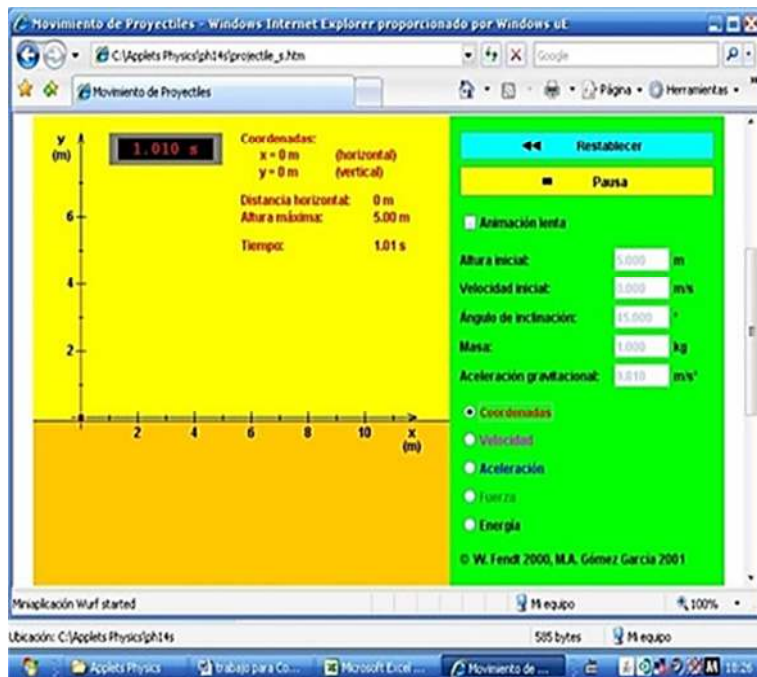 Movimiento de Proyectiles - Windows Internet Explorer proporcionado por Windows uE
C:\Applets Physics\ph14s\projectile_s.htm
Google
Movimiento de Proyectiles
Página
Herramientas
y
(m)
1.010 s
Coordenadas:
x = 0 m (horizontal)
y = 0 m (vertical)
Distancia horizontal: 0 m
Altura máxima: 5.00 m
Tiempo: 1.01 s
6
4
2
2 4 6 8 10 x
(m)
Restablecer
Pausa
Animación lenta
Altura inicial: 5.000 m
Velocidad inicial: m/s
Ángulo de inclinación: °
Masa: 1.000 kg
Aceleración gravitacional: m/s²
Coordenadas
Velocidad
Aceleración
Fuerza
Energía
© W. Fendt 2000, M.A. Gómez García 2001
Miniaplicación Wurf started
Mi equipo
100%
Ubicación: C:\Applets Physics\ph14s
585 bytes
Mi equipo
Applets Physics
trabajo para Co...
Microsoft Excel ...
Movimiento de ...
18:26